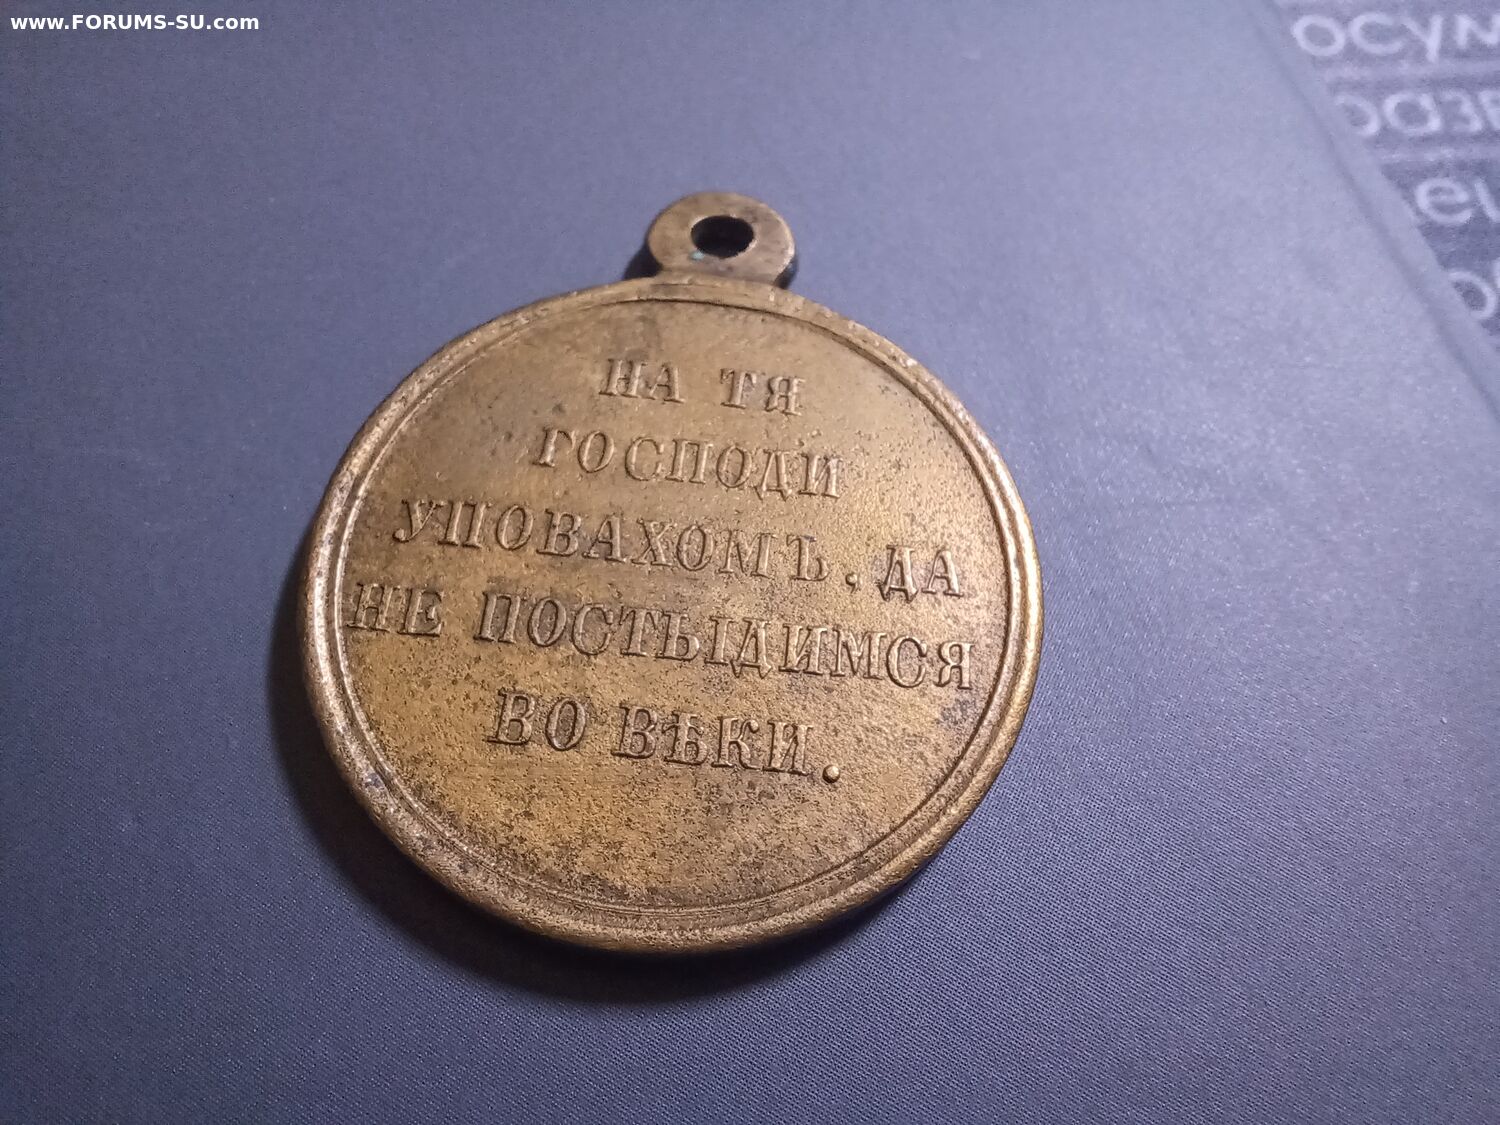 www.FORUMS-SU.com
НА ТЯ
ГОСПОДИ
УПОВАХОМЪ. ДА
НЕ ПОСТЫДИМСЯ
ВО ВѢКИ.